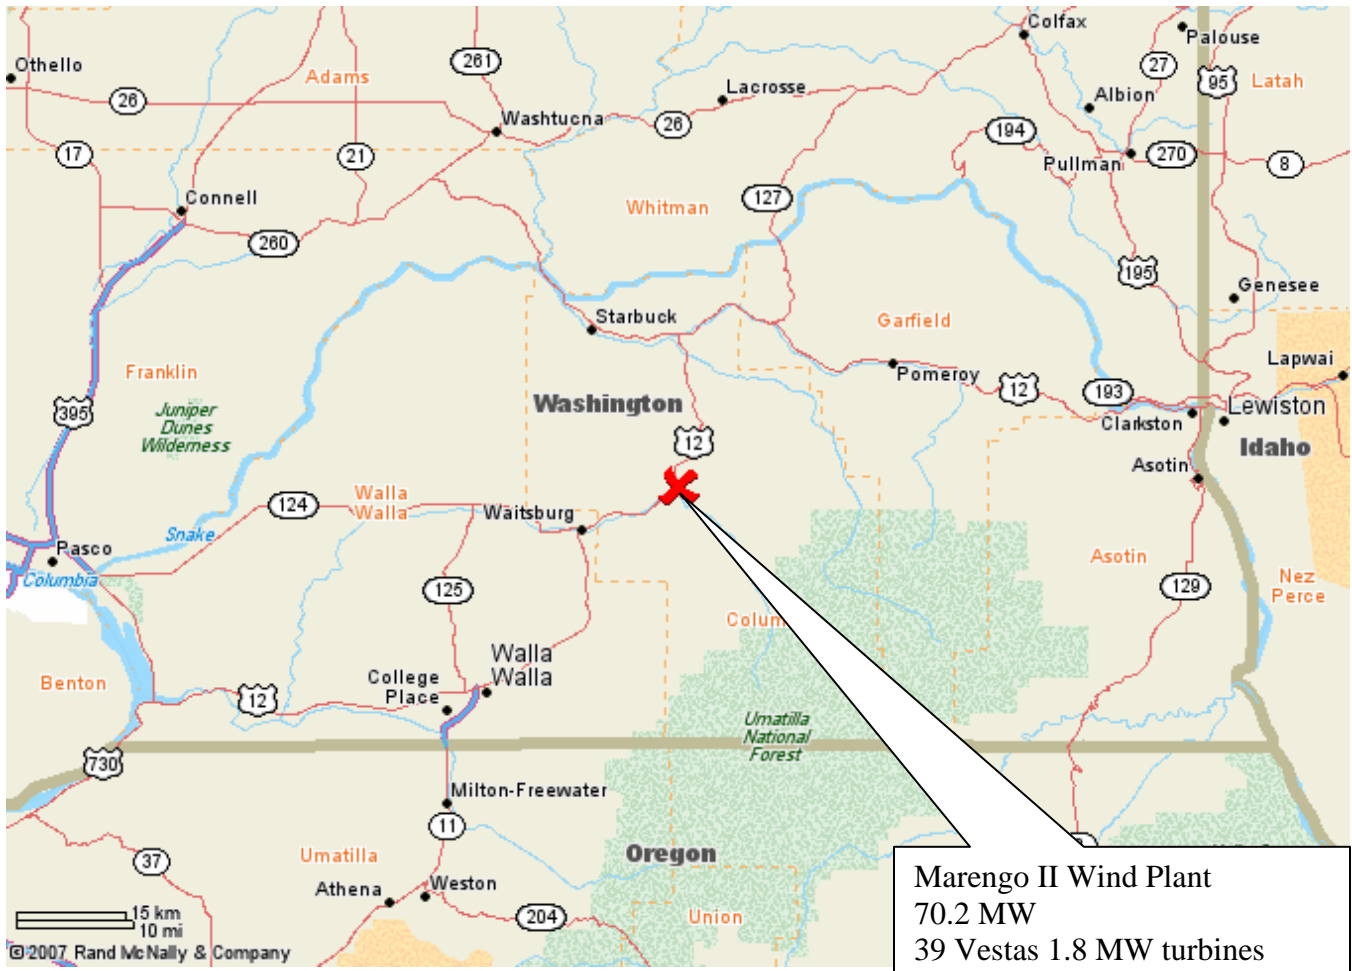 Colfax
Palouse
Othello
261
27
95
Adams
Latah
Lacrosse
Albion
26
Washtucna
26
194
17
21
Pullman
270
8
Connell
127
Whitman
260
195
Genesee
Starbuck
Garfield
Lapwai
Franklin
Pomeroy
12
193
395
Juniper
Dunes
Wilderness
Washington
Clarkston
Lewiston
12
Idaho
Asotin
Walla
Walla
124
Waitsburg
Snake
Pasco
Columbia
Asotin
129
Nez
Perce
125
Colum
Walla
Walla
Benton
College
Place
12
Umatilla
National
Forest
730
Milton-Freewater
11
Oregon
37
Umatilla
Athena
Weston
Union
204
15 km
10 mi
©2007 Rand McNally & Company
Marengo II Wind Plant
70.2 MW
39 Vestas 1.8 MW turbines